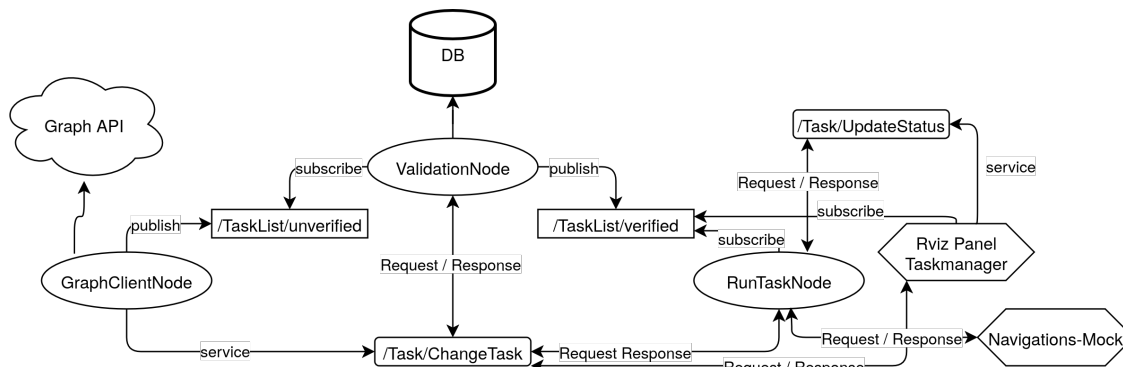 DB
Graph API
/Task/UpdateStatus
subscribe
ValidationNode
publish
service
Request / Response
publish
/TaskList/unverified
/TaskList/verified
subscribe
subscribe
Rviz Panel
Taskmanager
GraphClientNode
Request / Response
RunTaskNode
service
/Task/ChangeTask
Request Response
Request / Response
Navigations-Mock
Request / Response